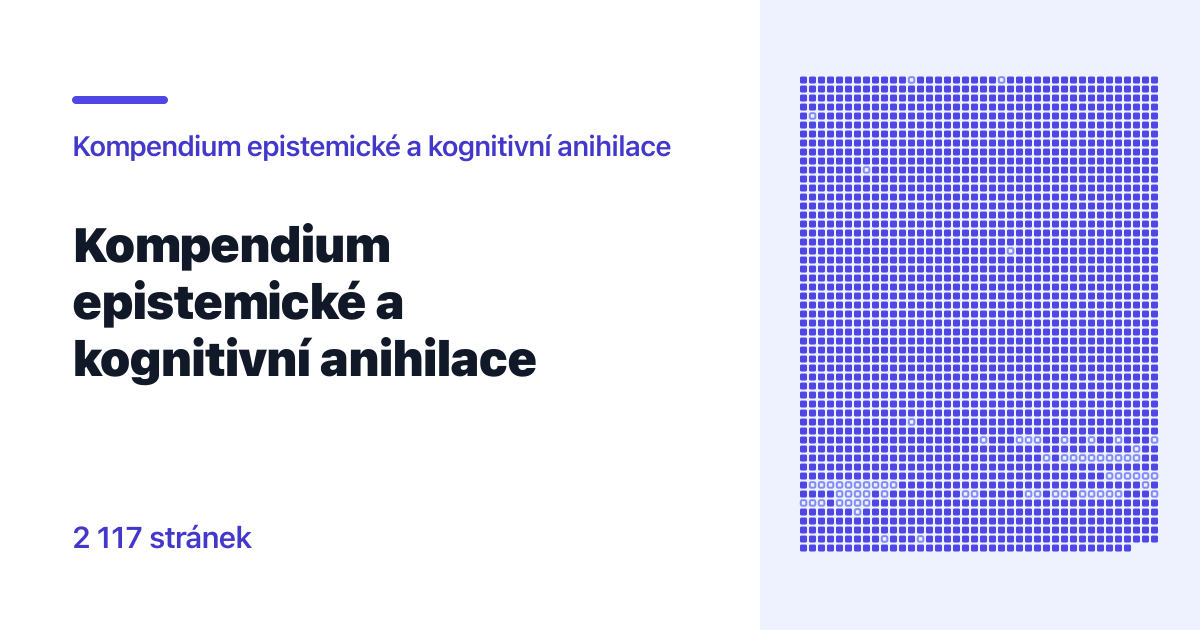 Kompendium epistemické a kognitivní anihilace
Kompendium
epistemické a
kognitivní anihilace
2 117 stránek